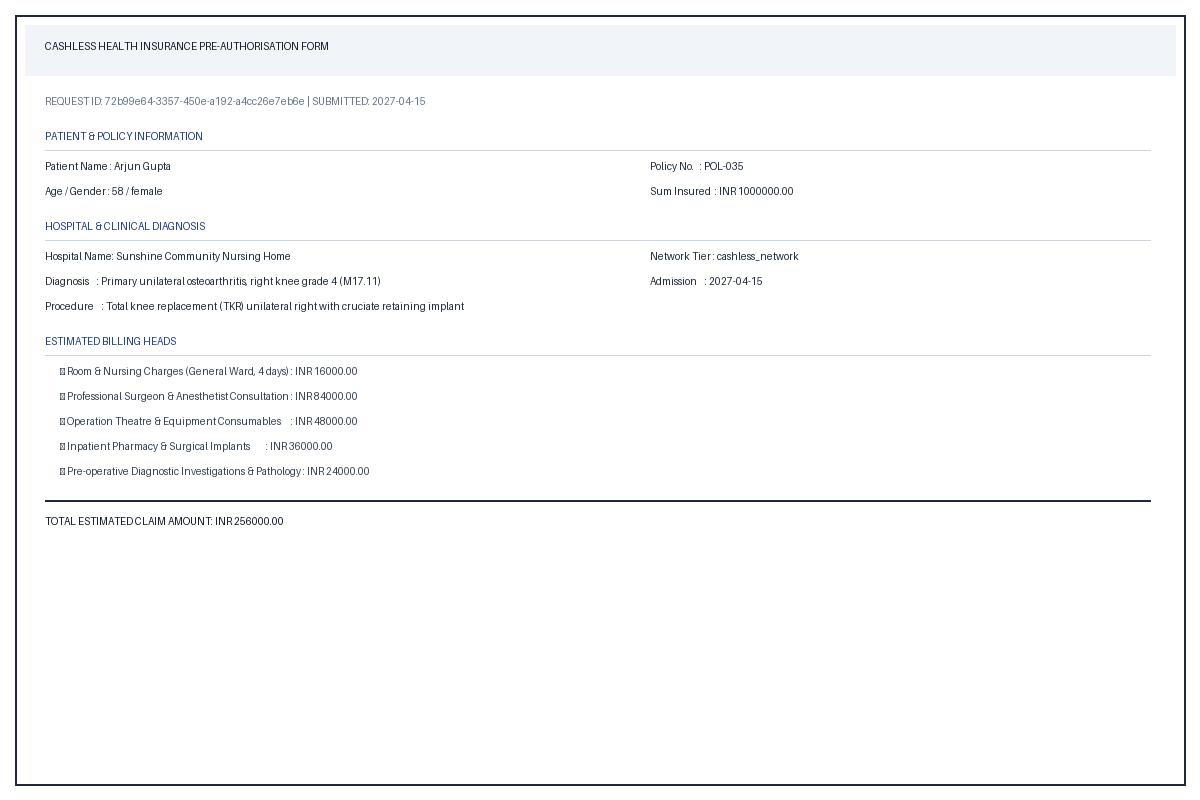 CASHLESS HEALTH INSURANCE PRE-AUTHORISATION FORM
REQUEST ID: 72b99e64-3357-450e-a192-a4cc26e7eb6e | SUBMITTED: 2027-04-15
PATIENT & POLICY INFORMATION
Patient Name : Arjun Gupta
Policy No. : POL-035
Age / Gender : 58 / female
Sum Insured : INR 1000000.00
HOSPITAL & CLINICAL DIAGNOSIS
Hospital Name: Sunshine Community Nursing Home
Network Tier : cashless_network
Diagnosis : Primary unilateral osteoarthritis, right knee grade 4 (M17.11)
Admission : 2027-04-15
Procedure : Total knee replacement (TKR) unilateral right with cruciate retaining implant
ESTIMATED BILLING HEADS
Room & Nursing Charges (General Ward, 4 days) : INR 16000.00
Professional Surgeon & Anesthetist Consultation : INR 84000.00
Operation Theatre & Equipment Consumables : INR 48000.00
Inpatient Pharmacy & Surgical Implants : INR 36000.00
Pre-operative Diagnostic Investigations & Pathology : INR 24000.00
TOTAL ESTIMATED CLAIM AMOUNT: INR 256000.00